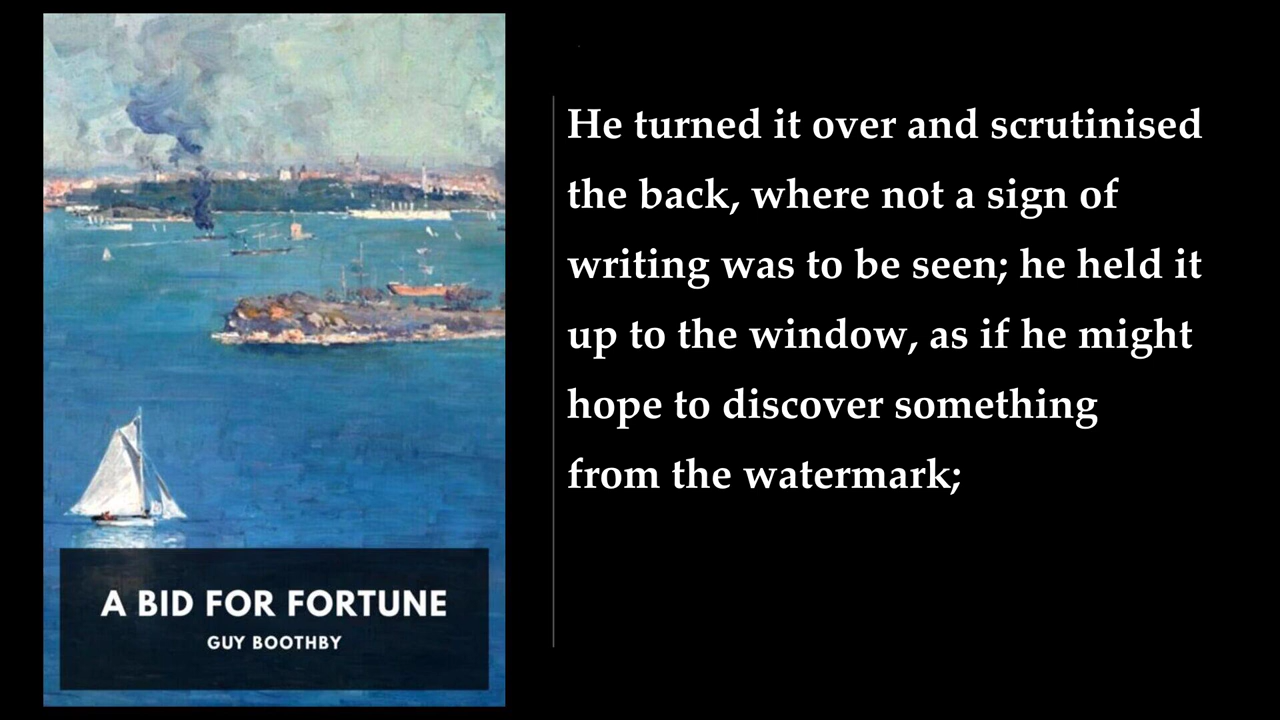 He turned it over and scrutinised
the back, where not a sign of
writing was to be seen; he held it
up to the window, as if he might
hope to discover something
from the watermark;
A BID FOR FORTUNE
GUY BOOTHBY